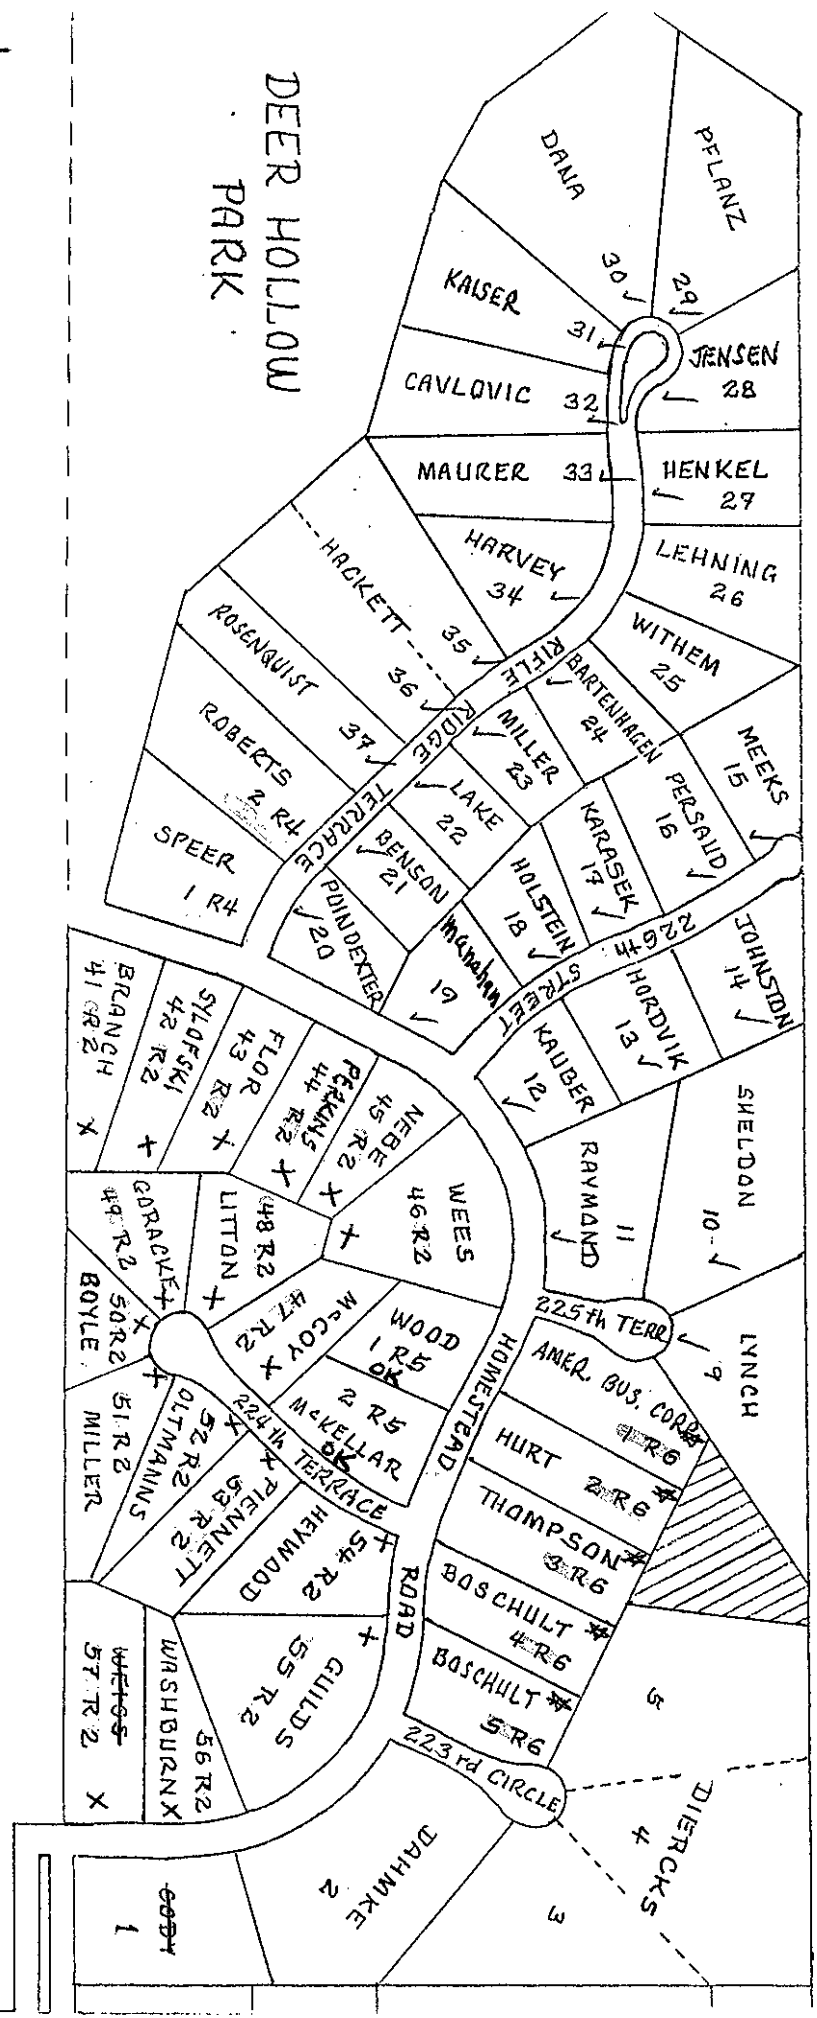 DEER HOLLOW
PARK
PFLANZ
29
DANA
30
KAISER
31
JENSEN
28
CAVLOVIC 32
MAURER 33
HENKEL
27
HARVEY
34
LEHNING
26
WITHEM
25
HACKETT
35
36
RIFLE
RIDGE
TERRACE
BARTENHAGEN
24
MILLER
23
LAKE
22
BENSON
21
POINDEXTER
20
ROSENQUIST
37
ROBERTS
2 R4
SPEER
1 R4
MEEKS
15
PERSAUD
16
KARASEK
17
HOLSTEIN
18
Manahan
19
226th
STREET
JOHNSTON
14
HORDVIK
13
KAUBER
12
SHELDON
10
RAYMOND
11
LYNCH
9
225th TERR
BRANCH
41 R2 X
SYLOFSKI
42 R2 X
FLOR
43 R2 X
PERKINS
44 R2 X
NEBE
45 R2 X
WEES
46 R2
X
LITTON
48 R2
X
GDRACKE
49 R2
X
50 R2
BOYLE
X
51 R2
MILLER
X
McCOY
47 R2 X
WOOD
1 R5
OK
2 R5
McKELLAR
OK
HOMESTEAD
ROAD
224th TERRACE
OLTMANNS
52 R2
X
PIENNETT
53 R2
X
HEYWOOD
54 R2
X
GUILDS
55 R2
X
WASHBURN X
56 R2
WEISS
57 R2 X
AMER. BUS. CORP.
1 R6
HURT
2 R6
THOMPSON
3 R6
BOSCHULT
4 R6
BOSCHULT
5 R6
223rd CIRCLE
5
DIERCKS
4
3
DAHMKE
2
CODY
1